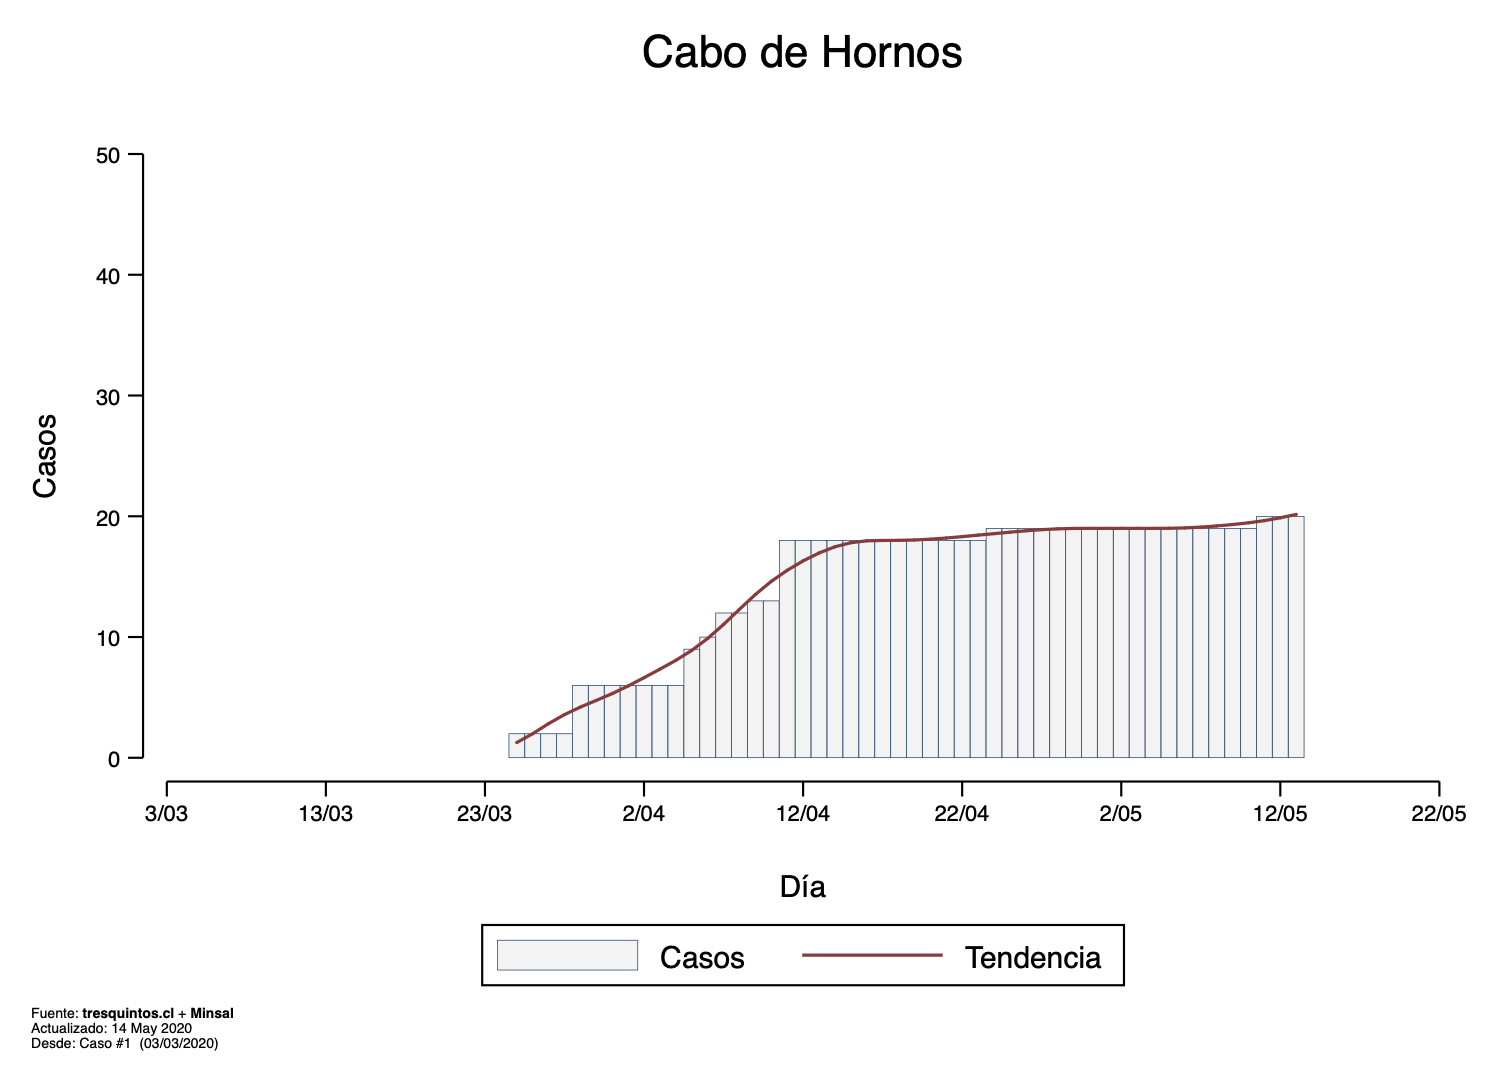 Cabo de Hornos
50
40
30
20
10
0
Casos
3/03 13/03 23/03 2/04 12/04 22/04 2/05 12/05 22/05
Día
Casos Tendencia
Fuente: tresquintos.cl + Minsal
Actualizado: 14 May 2020
Desde: Caso #1 (03/03/2020)